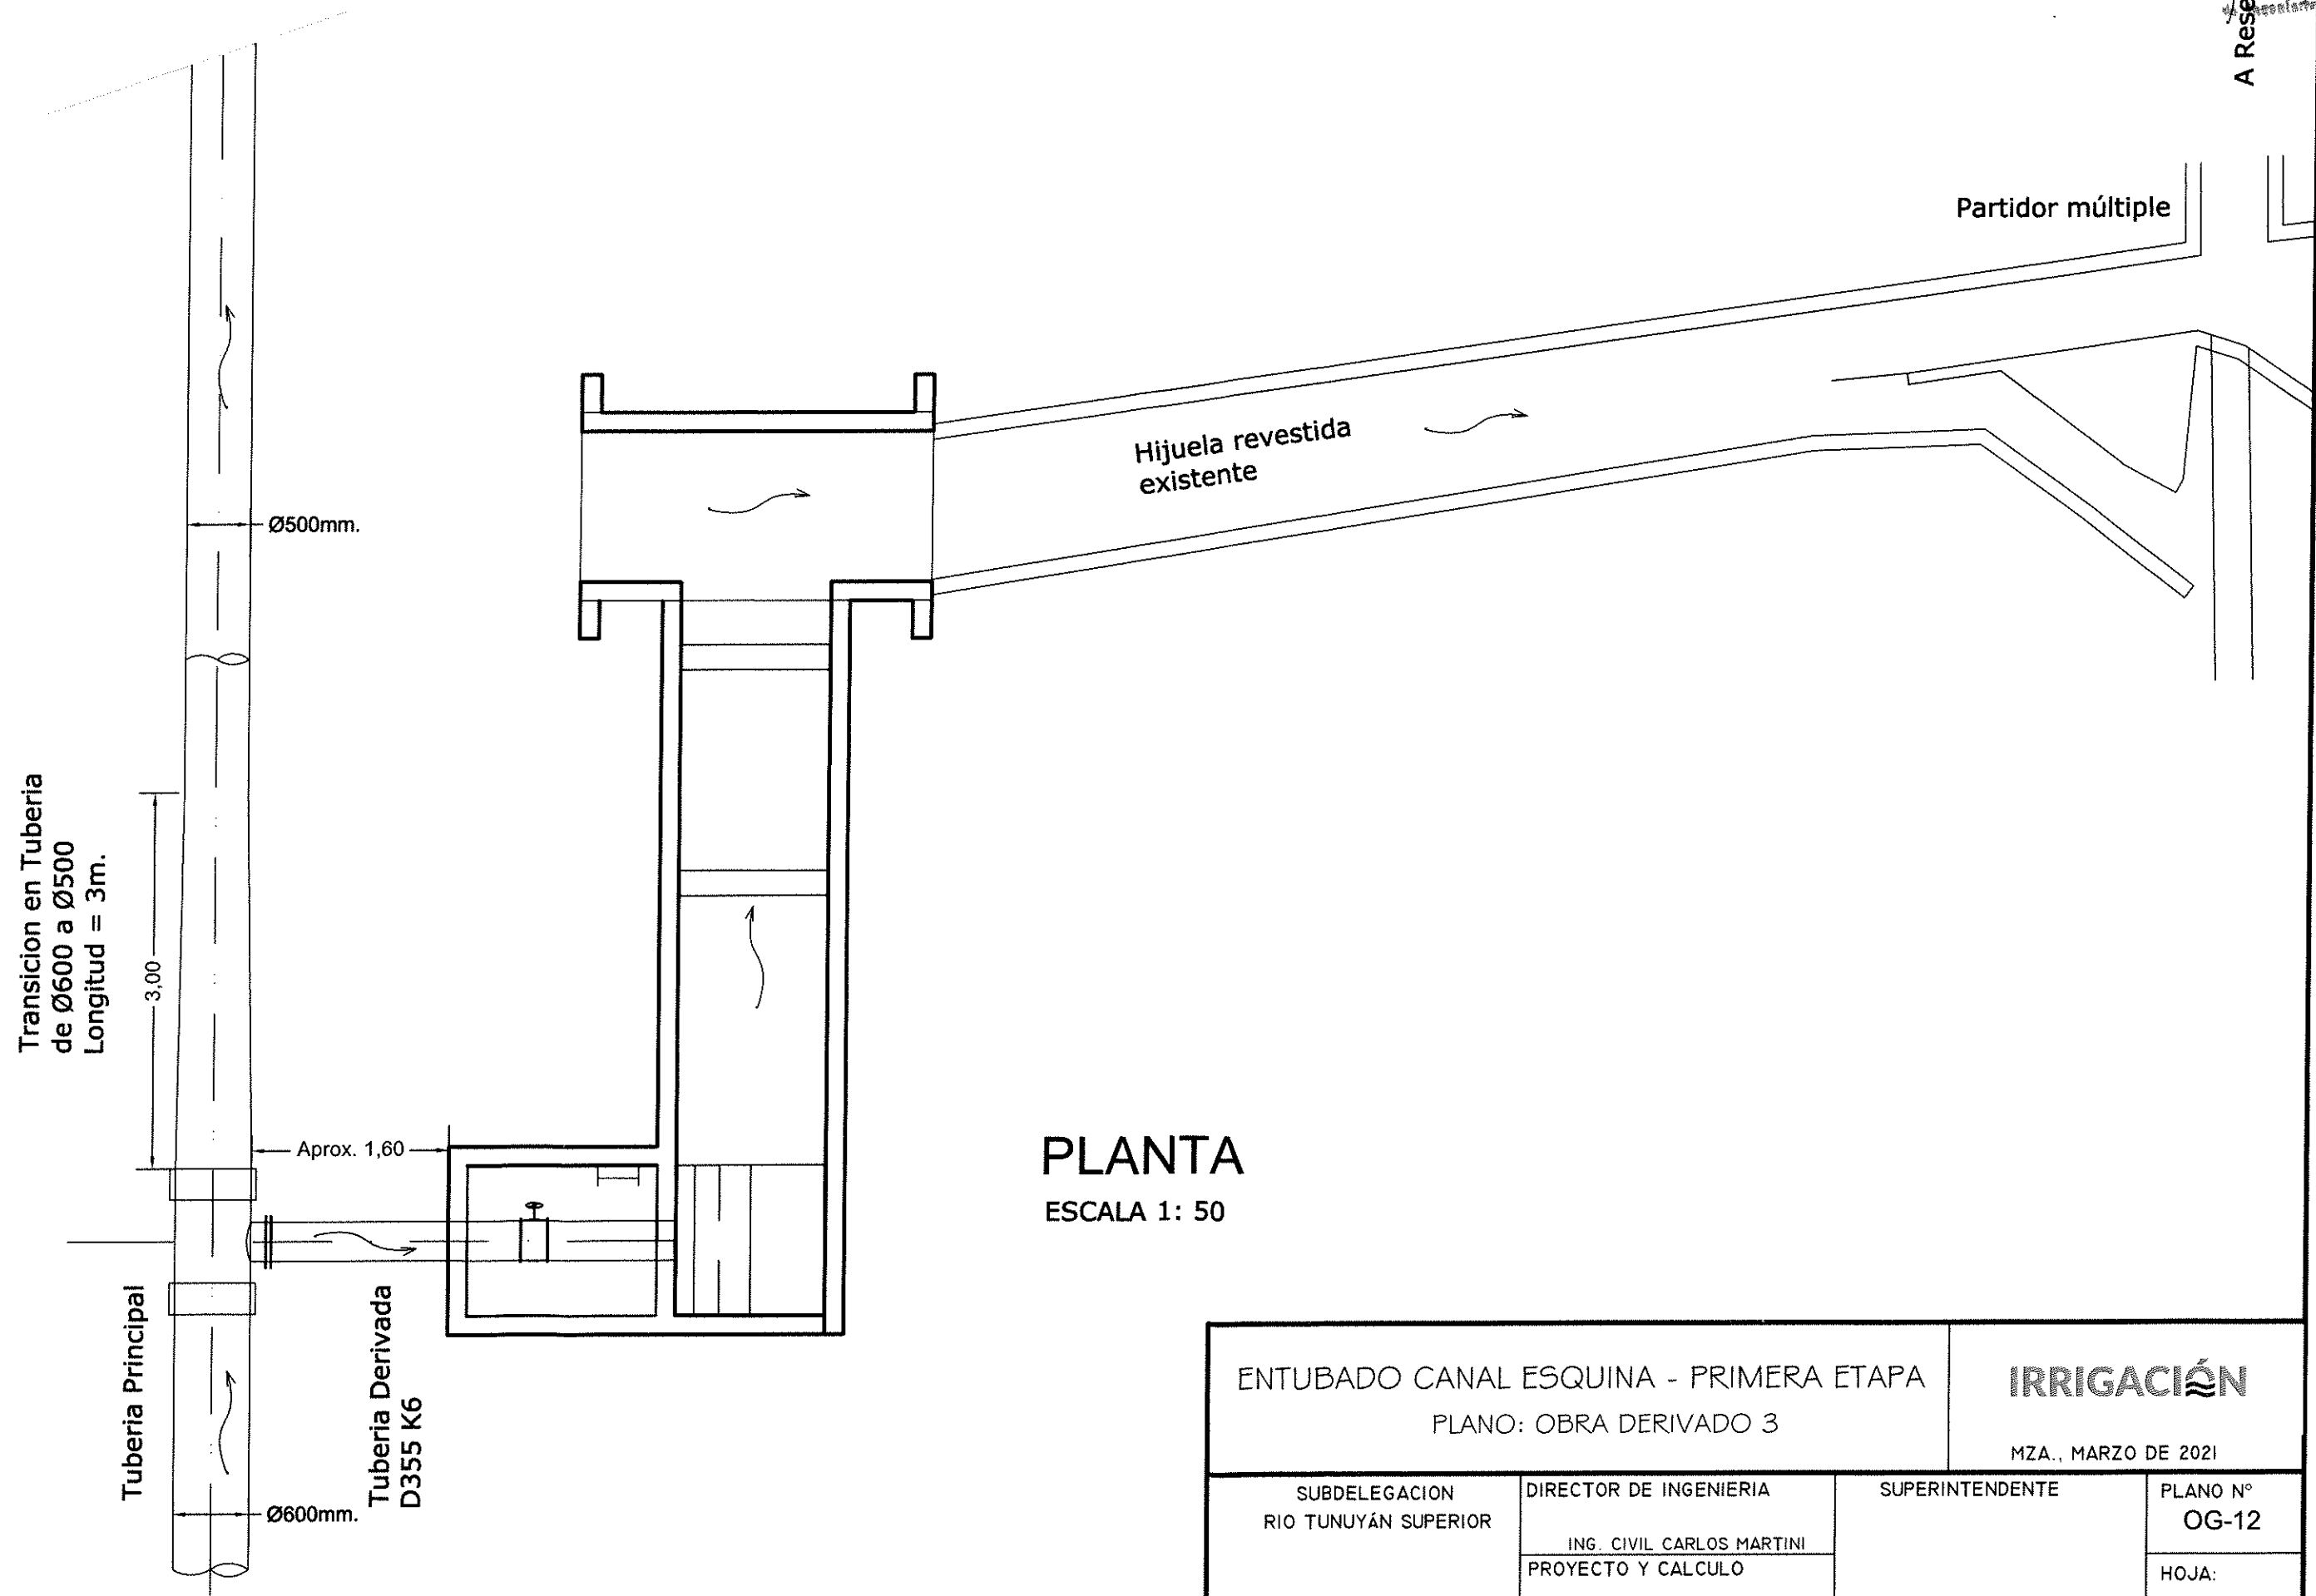 A Rese
Partidor múltiple
Hijuela revestida
existente
Ø500mm.
Transicion en Tuberia
de Ø600 a Ø500
Longitud = 3m.
3,00
Aprox. 1,60
PLANTA
ESCALA 1: 50
Tuberia Principal
Tuberia Derivada
D355 K6
Ø600mm.
ENTUBADO CANAL ESQUINA - PRIMERA ETAPA
PLANO: OBRA DERIVADO 3
IRRIGACIÓN
MZA., MARZO DE 2021
SUBDELEGACION
RIO TUNUYÁN SUPERIOR
DIRECTOR DE INGENIERIA
ING. CIVIL CARLOS MARTINI
PROYECTO Y CALCULO
SUPERINTENDENTE
PLANO Nº
OG-12
HOJA: